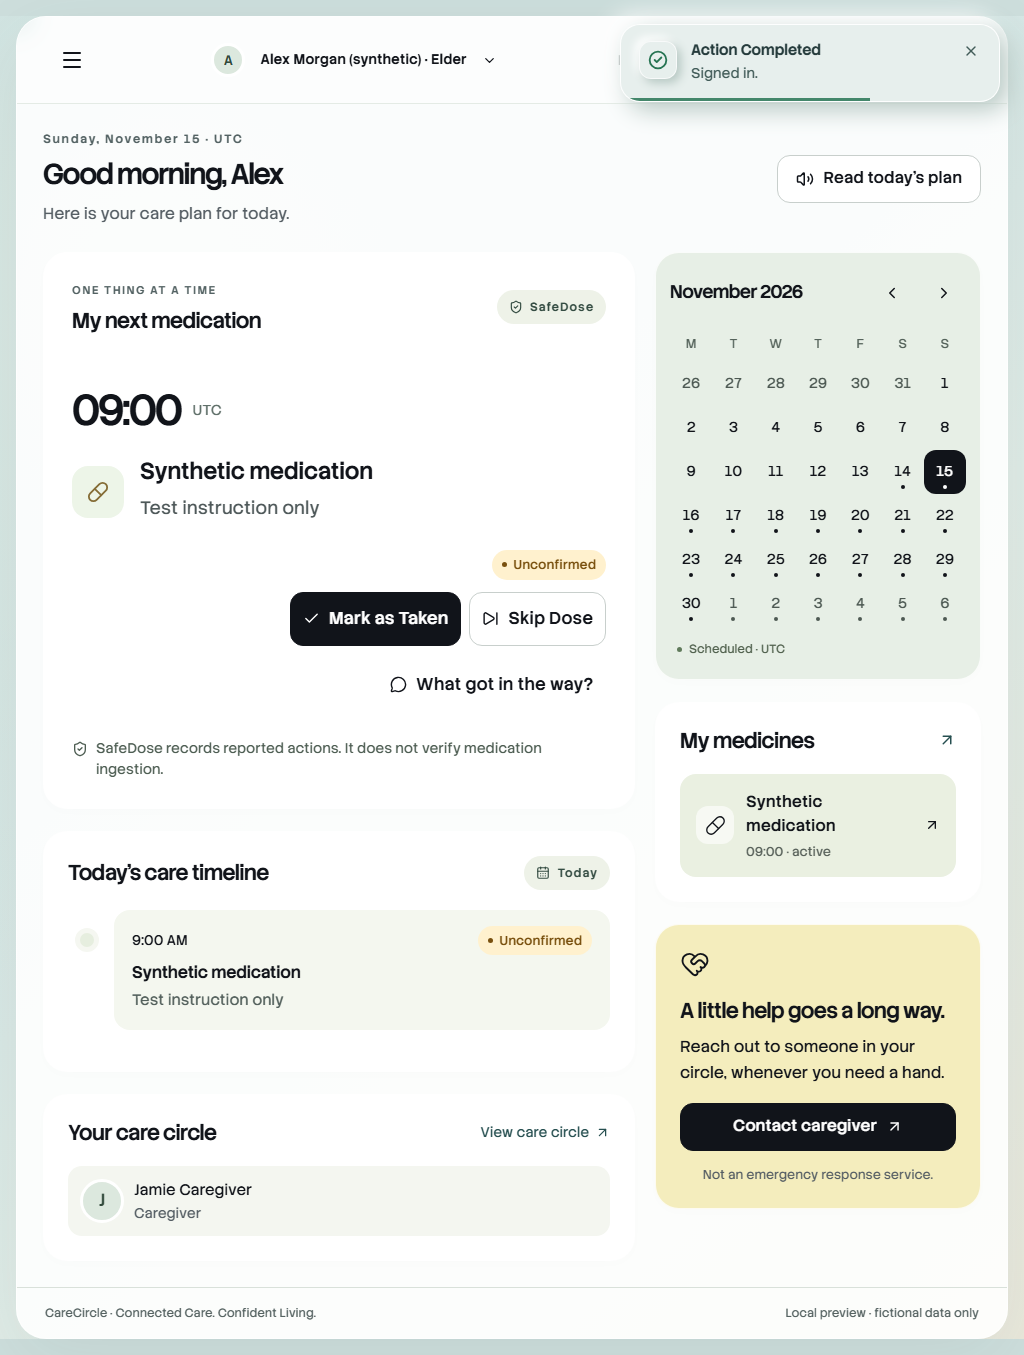 A
Alex Morgan (synthetic) · Elder
Action Completed
Signed in.
Sunday, November 15 · UTC
Good morning, Alex
Here is your care plan for today.
Read today's plan
ONE THING AT A TIME
My next medication
SafeDose
09:00 UTC
Synthetic medication
Test instruction only
Unconfirmed
Mark as Taken
Skip Dose
What got in the way?
SafeDose records reported actions. It does not verify medication
ingestion.
November 2026
M T W T F S S
26 27 28 29 30 31 1
2 3 4 5 6 7 8
9 10 11 12 13 14 15
16 17 18 19 20 21 22
23 24 25 26 27 28 29
30 1 2 3 4 5 6
Scheduled · UTC
My medicines
Synthetic
medication
09:00 · active
Today's care timeline
Today
9:00 AM
Unconfirmed
Synthetic medication
Test instruction only
A little help goes a long way.
Reach out to someone in your
circle, whenever you need a hand.
Contact caregiver
Not an emergency response service.
Your care circle
View care circle
J
Jamie Caregiver
Caregiver
CareCircle · Connected Care. Confident Living.
Local preview · fictional data only